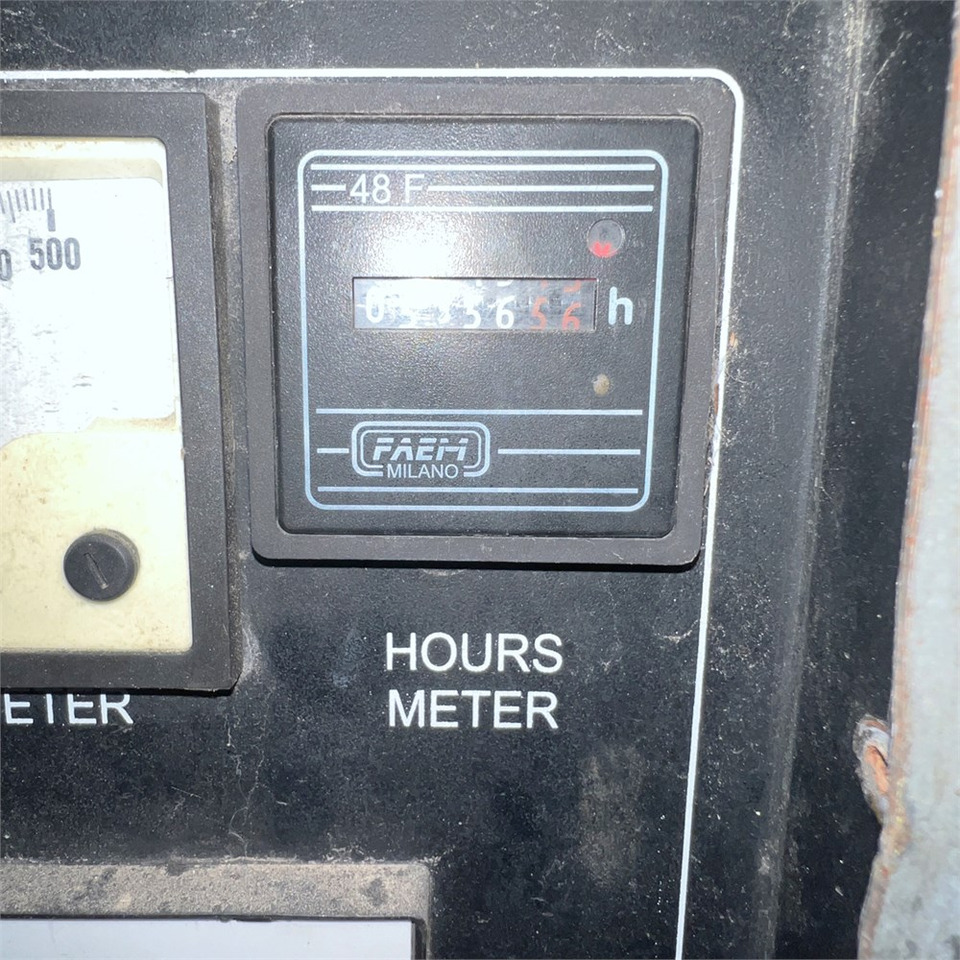 500
48 F
h
FAEM
MILANO
HOURS
METER
ETER